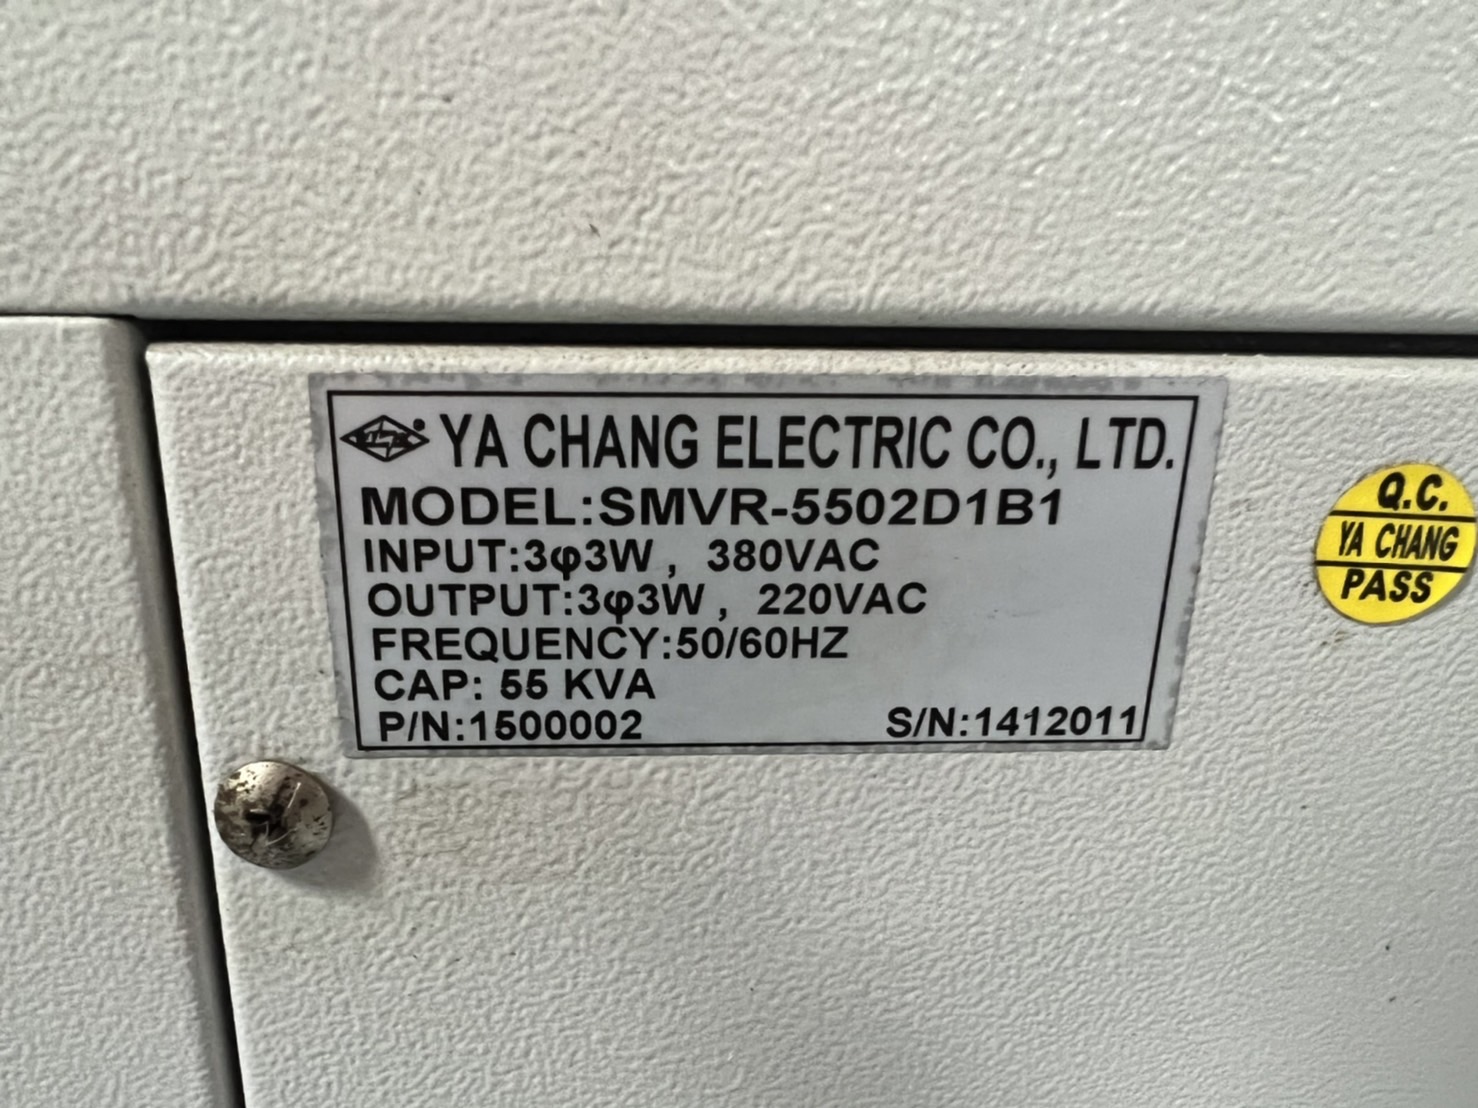 YA CHANG ELECTRIC CO., LTD.
MODEL:SMVR-5502D1B1
INPUT:3φ3W , 380VAC
OUTPUT:3φ3W , 220VAC
FREQUENCY:50/60HZ
CAP: 55 KVA
P/N:1500002 S/N:1412011
Q.C.
YA CHANG
PASS